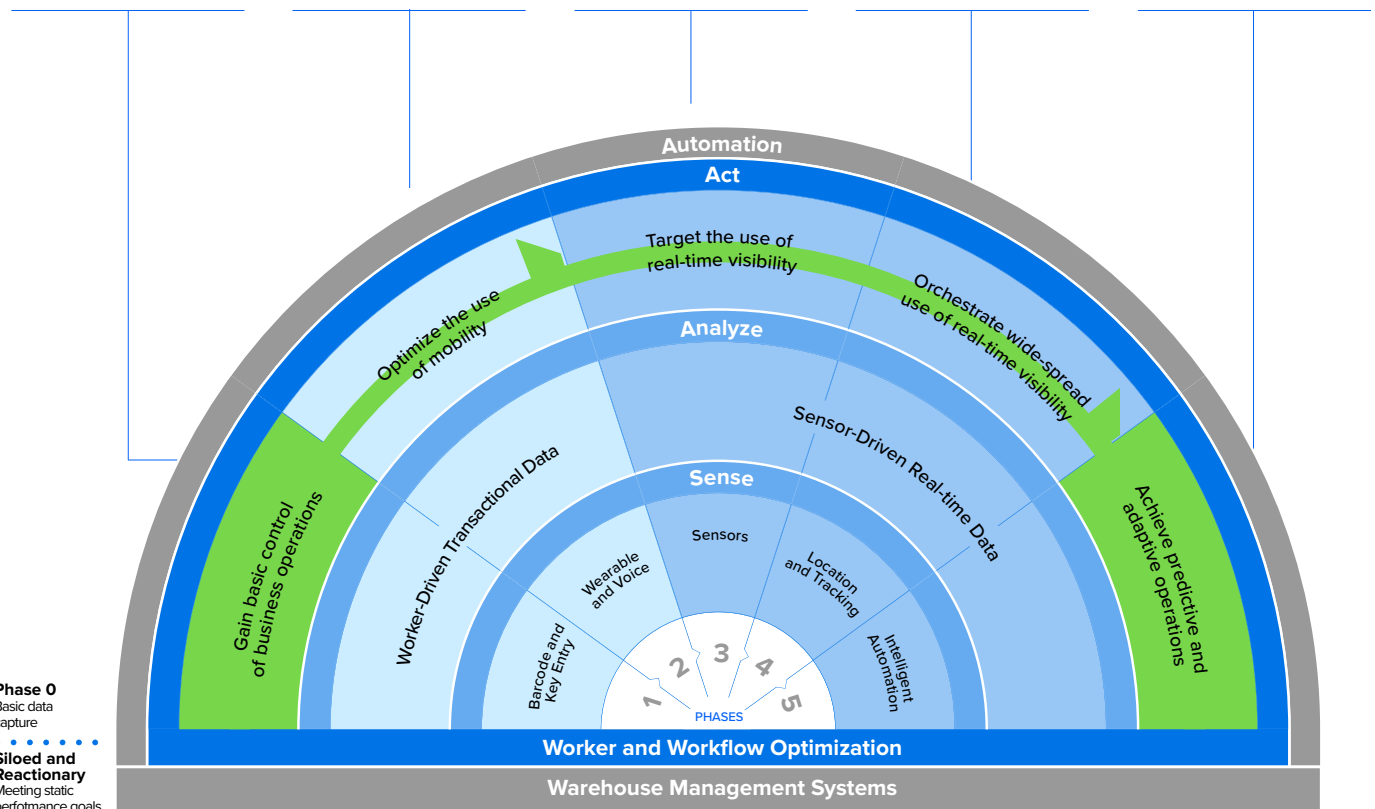 Automation
Act
Target the use of
real-time visibility
Optimize the use
of mobility
Orchestrate wide-spread
use of real-time visibility
Analyze
Gain basic control
of business operations
Worker-Driven Transactional Data
Sensor-Driven Real-time Data
Achieve predictive and
adaptive operations
Sense
Sensors
Wearable
and Voice
Location
and Tracking
Barcode and
Key Entry
Intelligent
Automation
1
2
3
4
5
PHASES
Phase 0
Basic data
capture
Siloed and
Reactionary
Meeting static
perfotmance goals
Worker and Workflow Optimization
Warehouse Management Systems